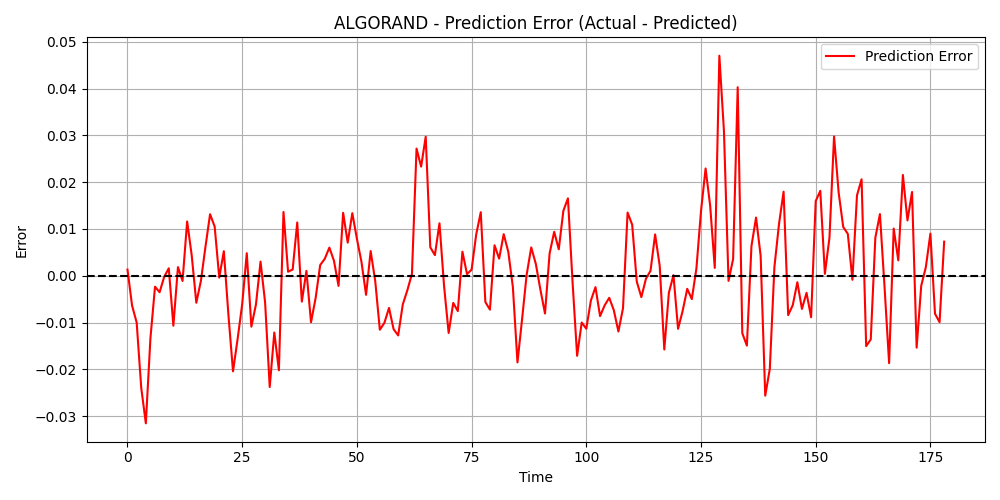 ALGORAND - Prediction Error (Actual - Predicted)
Prediction Error
Error
0.05
0.04
0.03
0.02
0.01
0.00
−0.01
−0.02
−0.03
0 25 50 75 100 125 150 175
Time